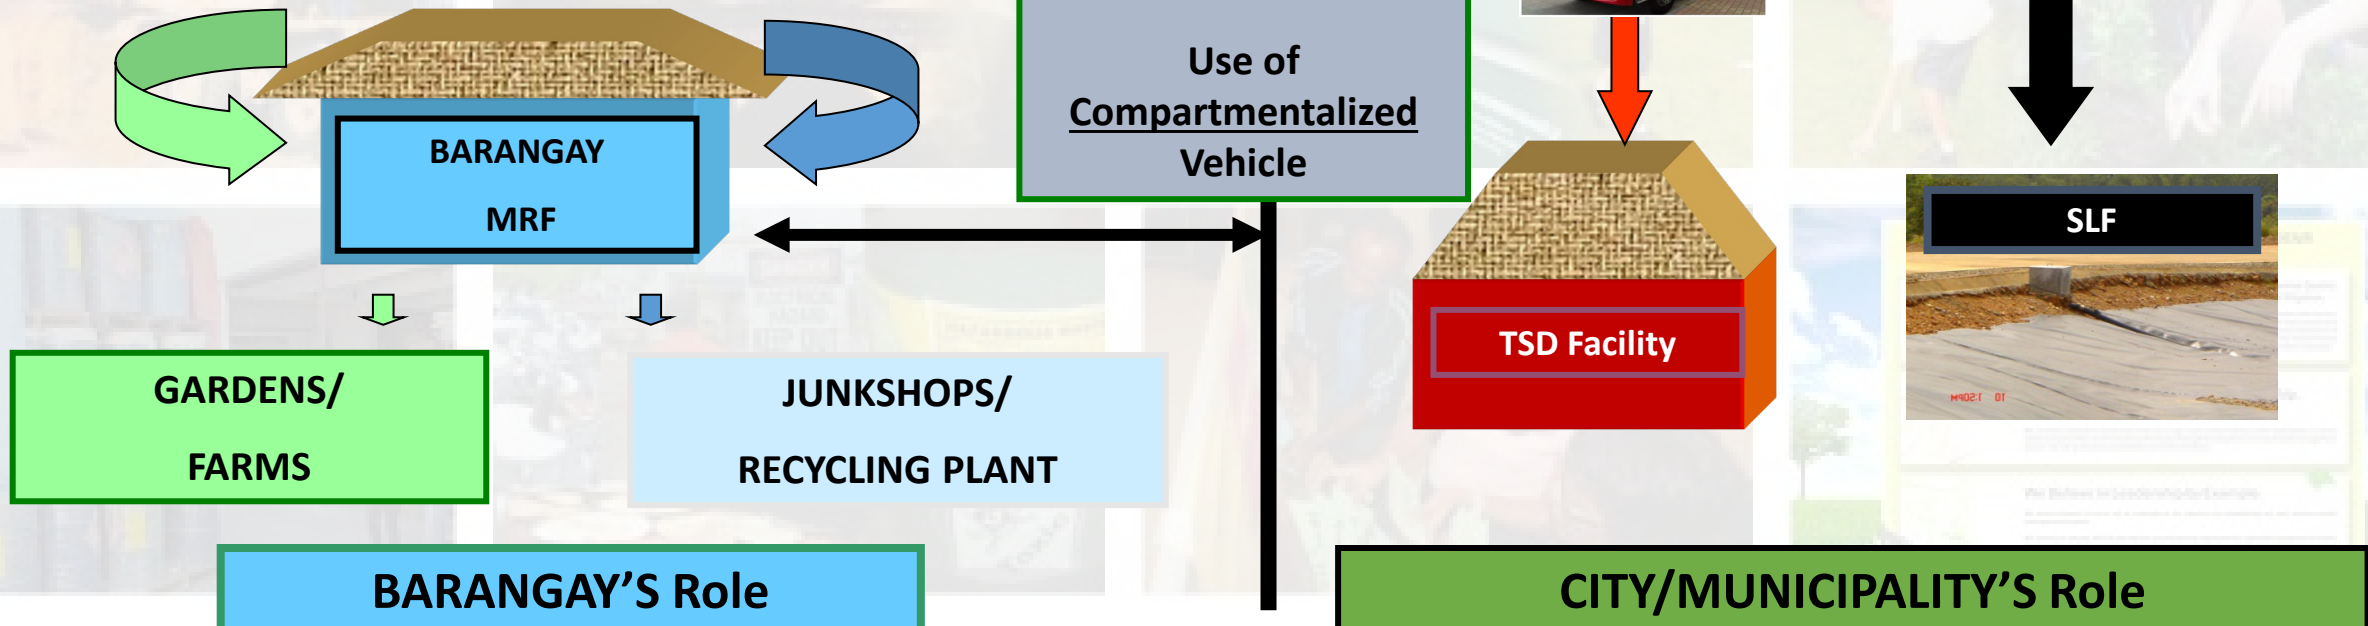 Use of
Compartmentalized
Vehicle
BARANGAY
MRF
SLF
TSD Facility
GARDENS/
FARMS
JUNKSHOPS/
RECYCLING PLANT
BARANGAY'S Role
CITY/MUNICIPALITY'S Role